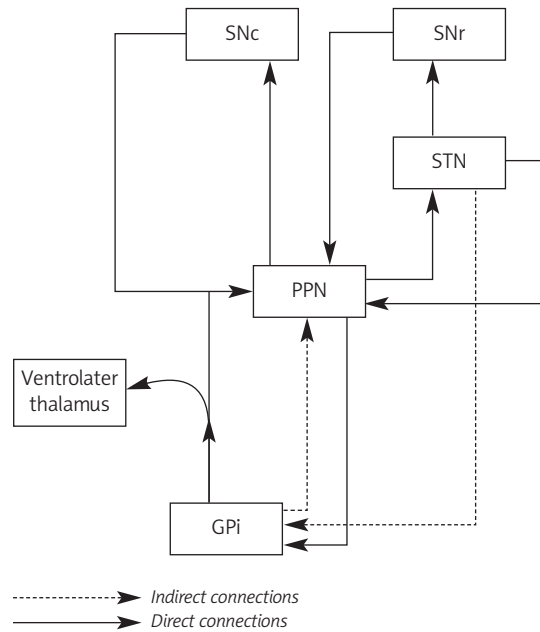 SNc
SNr
STN
PPN
Ventrolater
thalamus
GPi
Indirect connections
Direct connections